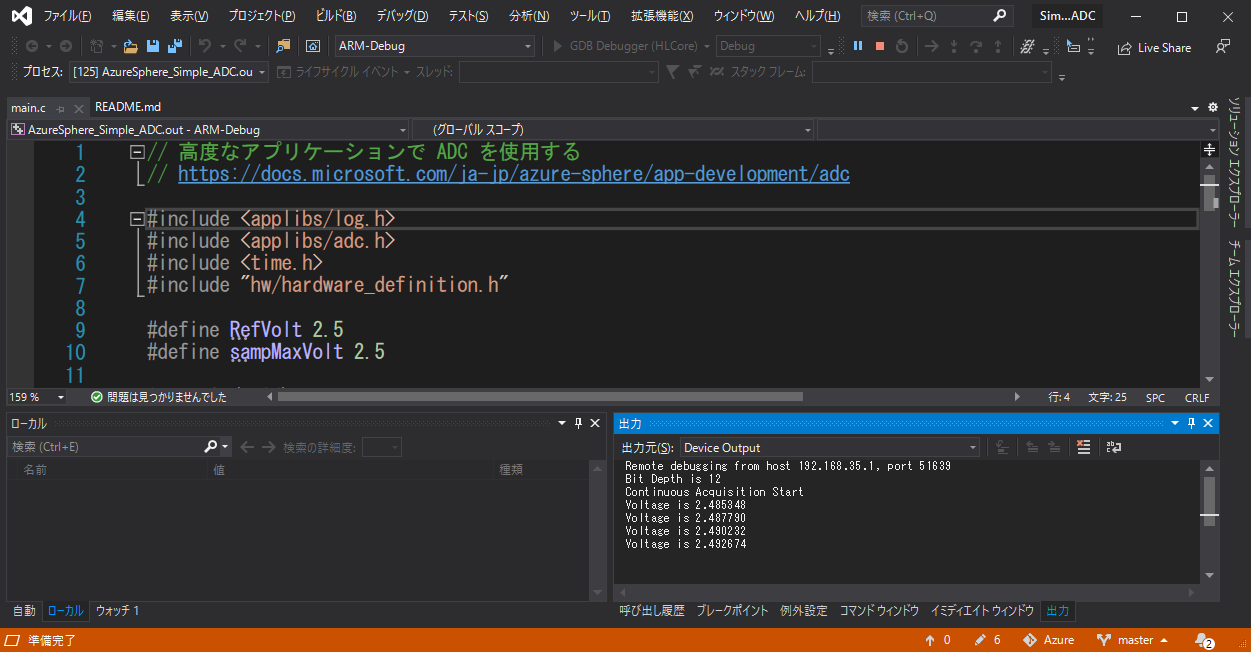 ファイル(F) 編集(E) 表示(V) プロジェクト(P) ビルド(B) デバッグ(D) テスト(S) 分析(N) ツール(T) 拡張機能(X) ウィンドウ(W) ヘルプ(H) 検索 (Ctrl+Q) Sim...ADC
ARM-Debug GDB Debugger (HLCore) Debug Live Share
プロセス: [125] AzureSphere_Simple_ADC.ou ライフサイクル イベント スレッド: スタック フレーム:
main.c README.md
AzureSphere_Simple_ADC.out - ARM-Debug (グローバル スコープ)
1 // 高度なアプリケーションで ADC を使用する
2 // https://docs.microsoft.com/ja-jp/azure-sphere/app-development/adc
3
4 #include <applibs/log.h>
5 #include <applibs/adc.h>
6 #include <time.h>
7 #include "hw/hardware_definition.h"
8
9 #define RefVolt 2.5
10 #define sampMaxVolt 2.5
11
159 % 問題は見つかりませんでした 行: 4 文字: 25 SPC CRLF
ソリューション エクスプローラー
チーム エクスプローラー
ローカル
検索 (Ctrl+E) 検索の詳細度:
名前 値 種類
自動 ローカル ウォッチ 1
出力
出力元(S): Device Output
Remote debugging from host 192.168.35.1, port 51639
Bit Depth is 12
Continuous Acquisition Start
Voltage is 2.485348
Voltage is 2.487790
Voltage is 2.490232
Voltage is 2.492674
呼び出し履歴 ブレークポイント 例外設定 コマンド ウィンドウ イミディエイト ウィンドウ 出力
準備完了 0 6 Azure master 2